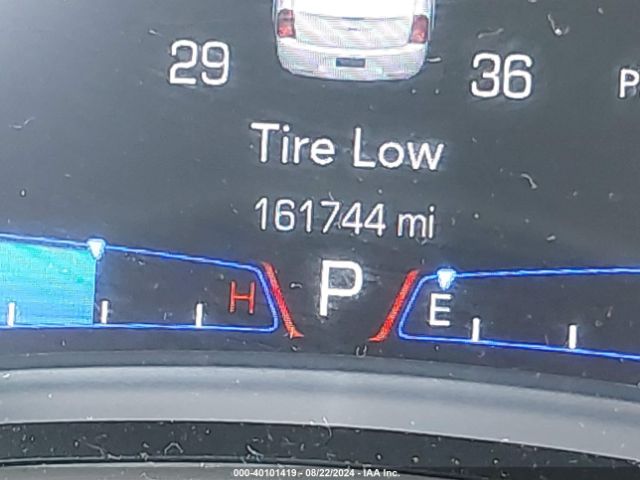 29 36 P
Tire Low
161744 mi
H P E
000-40101419 - 08/22/2024 - IAA Inc.